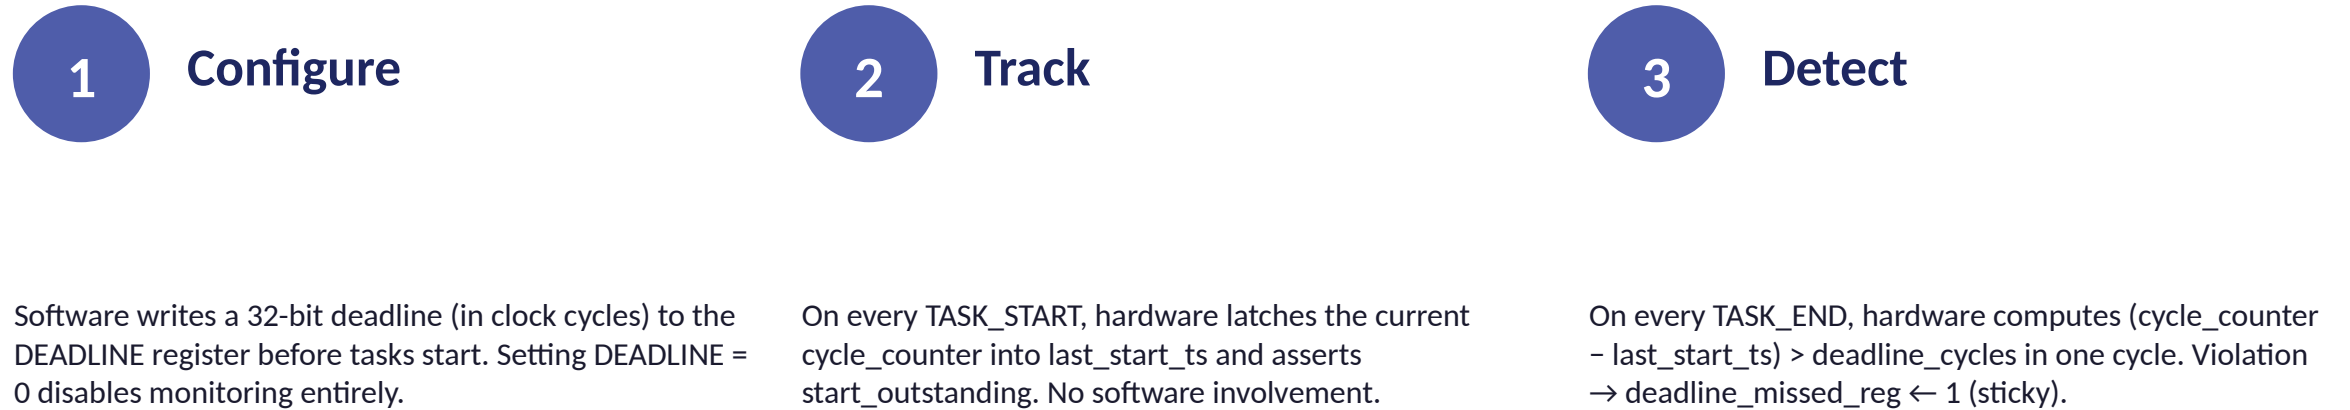 1
Configure
Software writes a 32-bit deadline (in clock cycles) to the
DEADLINE register before tasks start. Setting DEADLINE =
0 disables monitoring entirely.
2
Track
On every TASK_START, hardware latches the current
cycle_counter into last_start_ts and asserts
start_outstanding. No software involvement.
3
Detect
On every TASK_END, hardware computes (cycle_counter
− last_start_ts) > deadline_cycles in one cycle. Violation
→ deadline_missed_reg ← 1 (sticky).